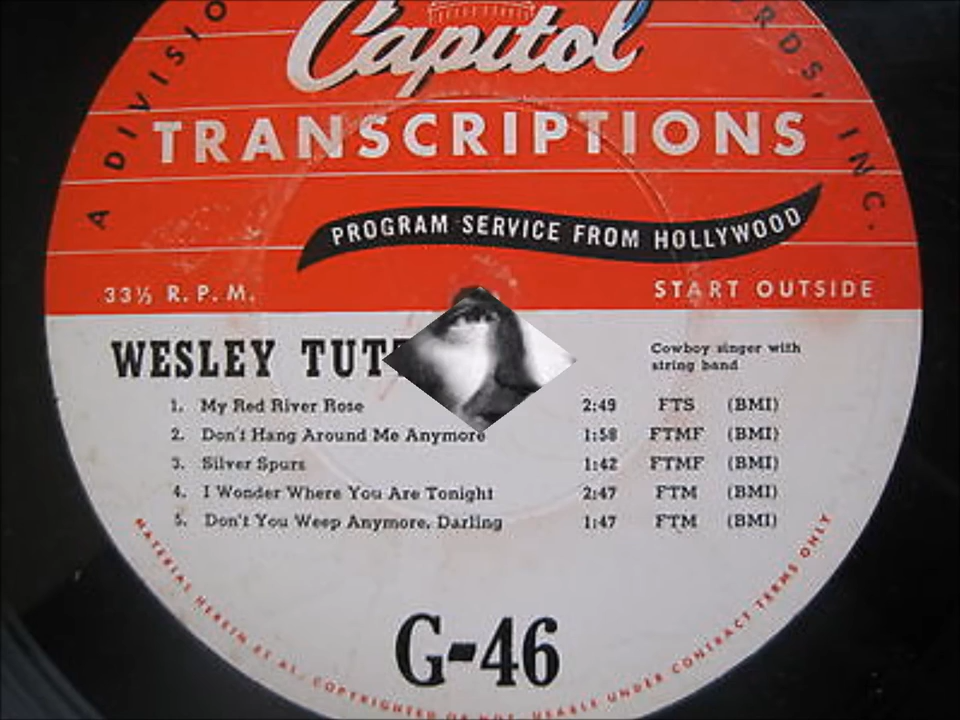 Capitol
A DIVISIO
RDS, INC.
TRANSCRIPTIONS
PROGRAM SERVICE FROM HOLLYWOOD
33⅓ R.P.M.
START OUTSIDE
WESLEY TUT
Cowboy singer with
string band
1. My Red River Rose 2:49 FTS (BMI)
2. Don't Hang Around Me Anymore 1:58 FTMF (BMI)
3. Silver Spurs 1:42 FTMF (BMI)
4. I Wonder Where You Are Tonight 2:47 FTM (BMI)
5. Don't You Weep Anymore, Darling 1:47 FTM (BMI)
G-46
MATERIAL HEREIN ET AL, COPYRIGHTED OR NOT, USABLE UNDER CONTRACT TERMS ONLY